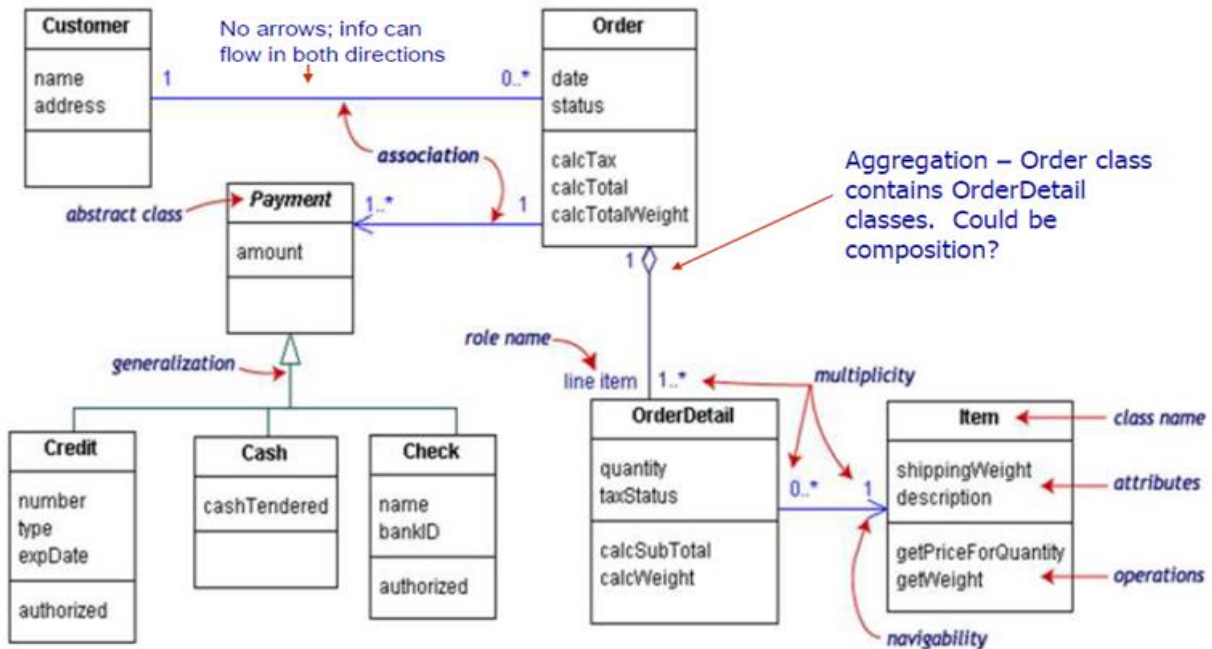 Customer
name
address
No arrows; info can
flow in both directions
1
0..*
Order
date
status
calcTax
calcTotal
calcTotalWeight
association
abstract class
Payment
amount
1..*
1
Aggregation – Order class
contains OrderDetail
classes. Could be
composition?
1
generalization
role name
line item
1..*
multiplicity
Credit
number
type
expDate
authorized
Cash
cashTendered
Check
name
bankID
authorized
OrderDetail
quantity
taxStatus
calcSubTotal
calcWeight
0..*
1
Item
shippingWeight
description
getPriceForQuantity
getWeight
class name
attributes
operations
navigability